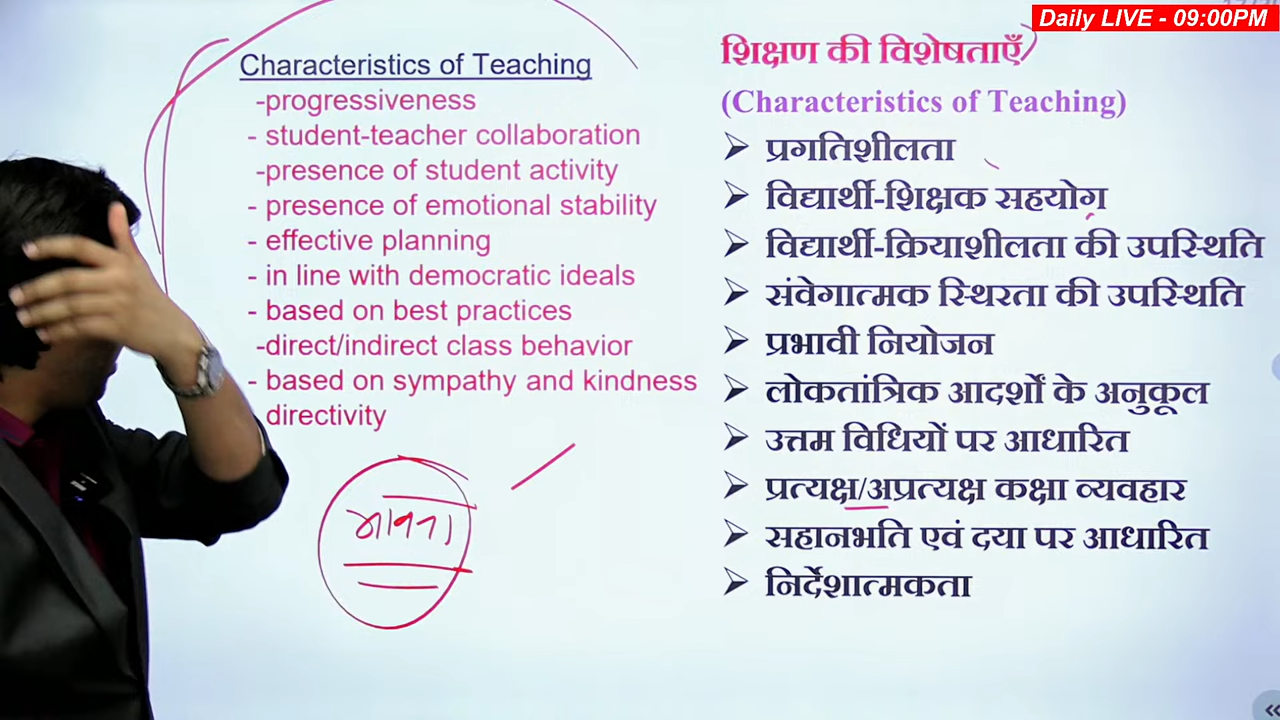 Daily LIVE - 09:00PM
Characteristics of Teaching
-progressiveness
- student-teacher collaboration
-presence of student activity
- presence of emotional stability
- effective planning
- in line with democratic ideals
- based on best practices
-direct/indirect class behavior
- based on sympathy and kindness
directivity
शिक्षण की विशेषताएँ
(Characteristics of Teaching)
➢ प्रगतिशीलता
➢ विद्यार्थी-शिक्षक सहयोग
➢ विद्यार्थी-क्रियाशीलता की उपस्थिति
➢ संवेगात्मक स्थिरता की उपस्थिति
➢ प्रभावी नियोजन
➢ लोकतांत्रिक आदर्शों के अनुकूल
➢ उत्तम विधियों पर आधारित
➢ प्रत्यक्ष/अप्रत्यक्ष कक्षा व्यवहार
➢ सहानभति एवं दया पर आधारित
➢ निर्देशात्मकता